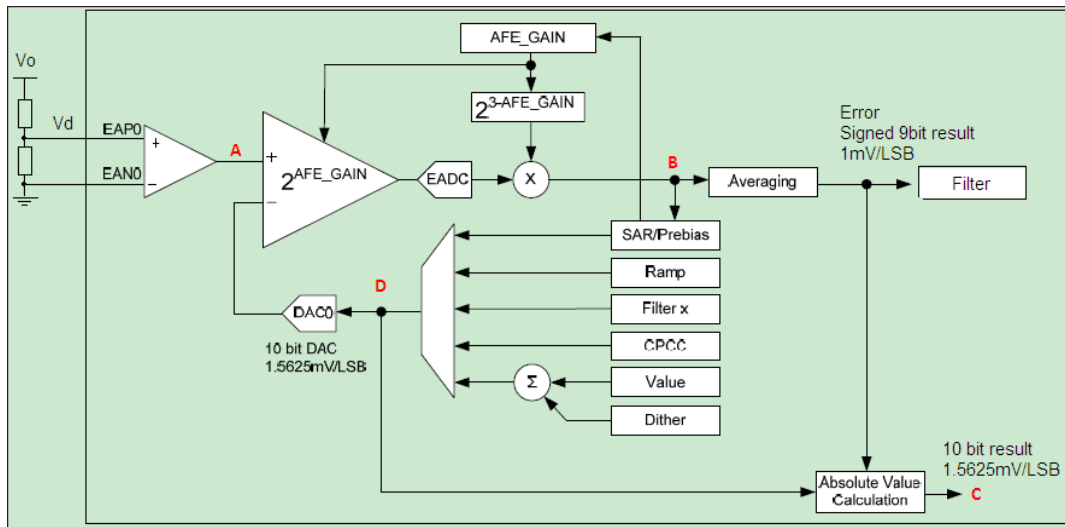 AFE_GAIN
Vo
2^3-AFE_GAIN
Vd
EAP0
+
A
+
2^AFE_GAIN
EADC
X
B
Averaging
Error
Signed 9bit result
1mV/LSB
Filter
EAN0
−
−
SAR/Prebias
Ramp
D
DAC0
Filter x
10 bit DAC
1.5625mV/LSB
CPCC
Σ
Value
Dither
10 bit result
1.5625mV/LSB
Absolute Value
Calculation
C